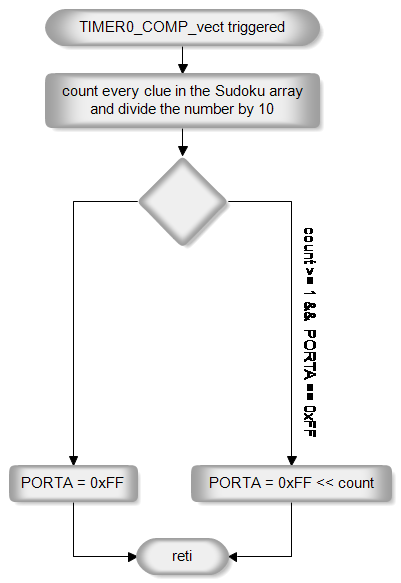 TIMER0_COMP_vect triggered
count every clue in the Sudoku array
and divide the number by 10
count >= 1 && PORTA == 0xFF
PORTA = 0xFF
PORTA = 0xFF << count
reti